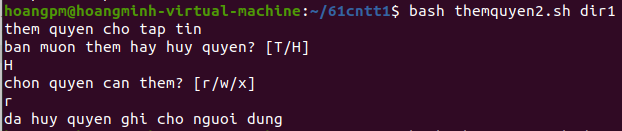 hoangpm@hoangminh-virtual-machine:~/61cntt1$ bash themquyen2.sh dir1
them quyen cho tap tin
ban muon them hay huy quyen? [T/H]
H
chon quyen can them? [r/w/x]
r
da huy quyen ghi cho nguoi dung